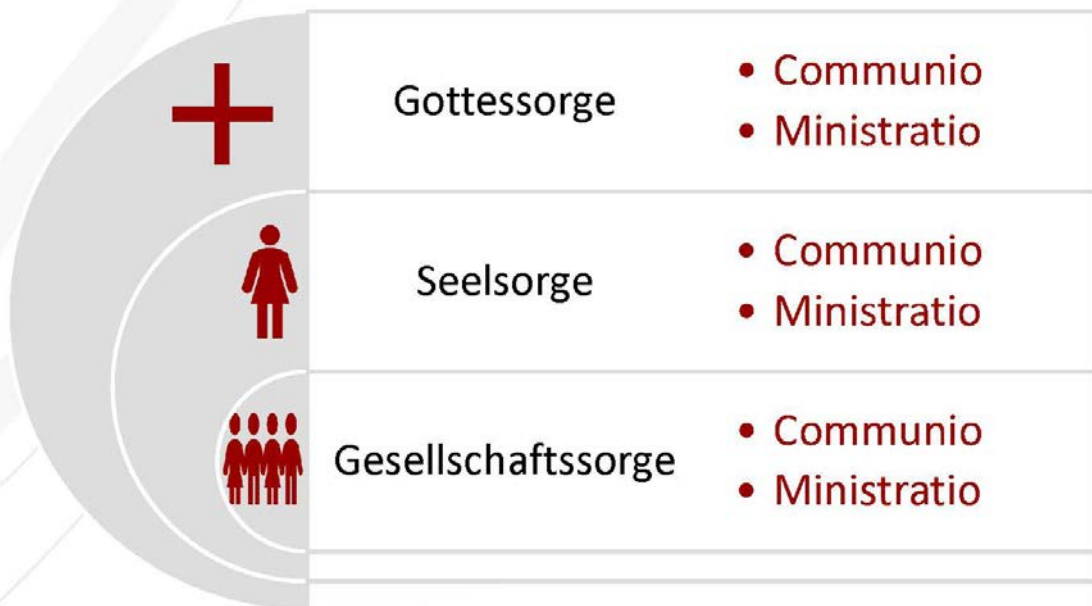 Gottessorge
• Communio
• Ministratio
Seelsorge
• Communio
• Ministratio
Gesellschaftssorge
• Communio
• Ministratio